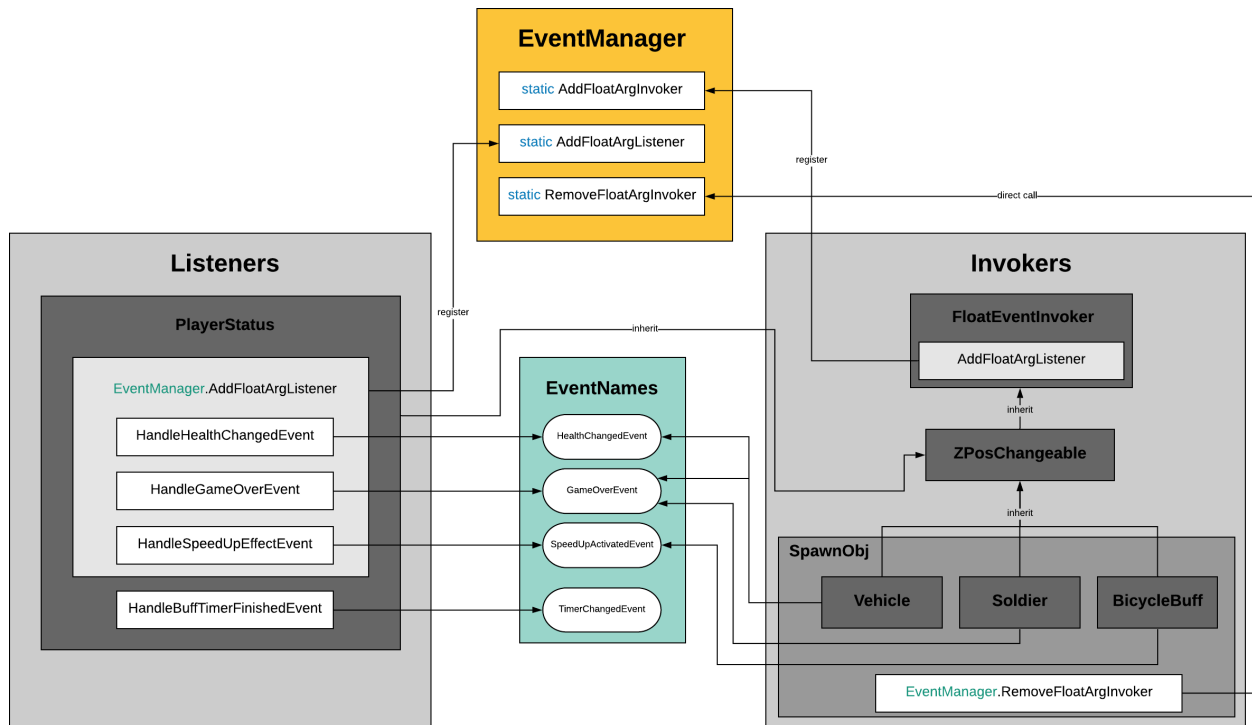 EventManager
static AddFloatArgInvoker
static AddFloatArgListener
register
static RemoveFloatArgInvoker
direct call
Listeners
Invokers
PlayerStatus
register
inherit
FloatEventInvoker
AddFloatArgListener
EventManager.AddFloatArgListener
EventNames
inherit
HandleHealthChangedEvent
HealthChangedEvent
ZPosChangeable
HandleGameOverEvent
GameOverEvent
inherit
HandleSpeedUpEffectEvent
SpeedUpActivatedEvent
SpawnObj
HandleBuffTimerFinishedEvent
TimerChangedEvent
Vehicle
Soldier
BicycleBuff
EventManager.RemoveFloatArgInvoker